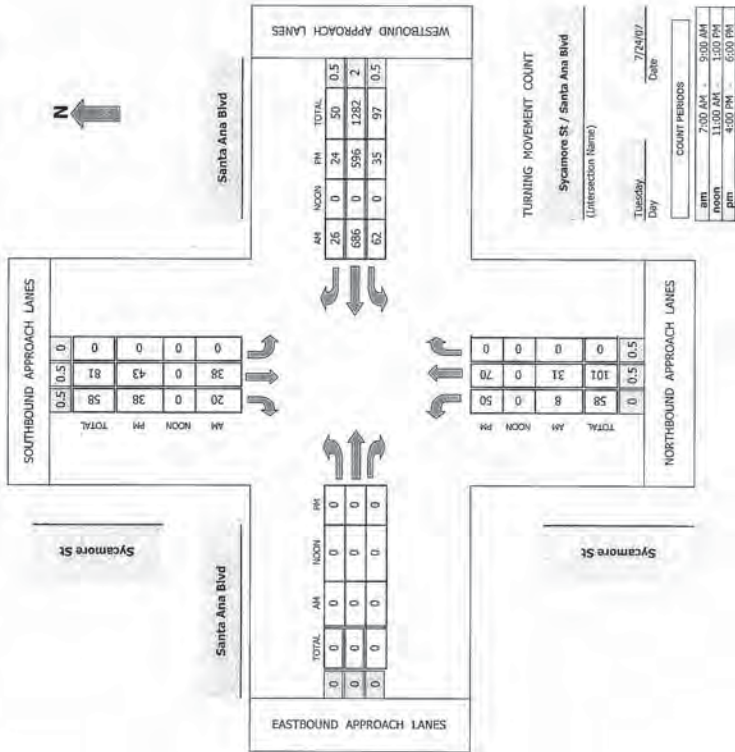 N
WESTBOUND APPROACH LANES
Santa Ana Blvd
AM NOON PM TOTAL
26 0 24 50 0.5
686 0 596 1282 2
62 0 35 97 0.5
SOUTHBOUND APPROACH LANES
0.5 0.5 0
58 81 0 TOTAL
38 43 0 PM
0 0 0 NOON
20 38 0 AM
Sycamore St
Santa Ana Blvd
TOTAL AM NOON PM
0 0 0 0 0
0 0 0 0 0
0 0 0 0 0
EASTBOUND APPROACH LANES
Sycamore St
PM 50 70 0
NOON 0 0 0
AM 8 31 0
TOTAL 58 101 0
0 0.5 0.5
NORTHBOUND APPROACH LANES
TURNING MOVEMENT COUNT
Sycamore St / Santa Ana Blvd
(Intersection Name)
Tuesday 7/24/07
Day Date
COUNT PERIODS
am 7:00 AM - 9:00 AM
noon 11:00 AM - 1:00 PM
pm 4:00 PM - 6:00 PM